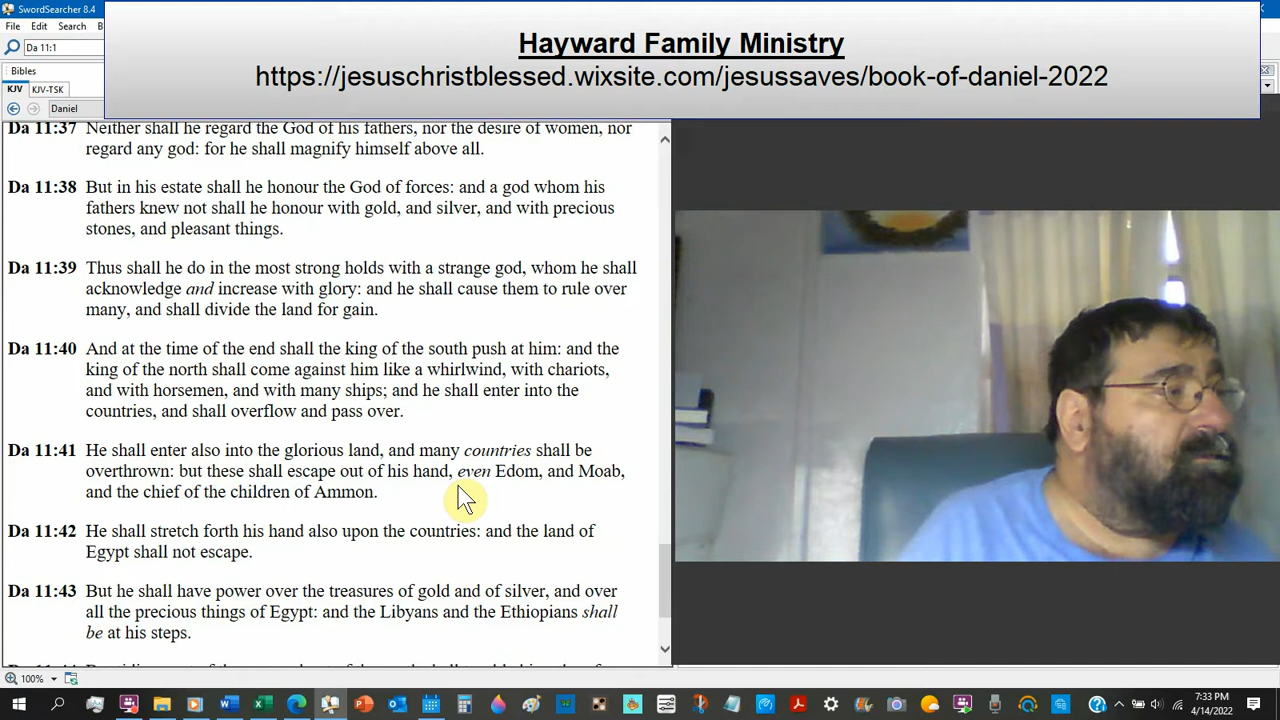 SwordSearcher 8.4
File Edit Search B
Hayward Family Ministry
https://jesuschristblessed.wixsite.com/jesussaves/book-of-daniel-2022
Da 11:1
Bibles
KJV KJV-TSK
Daniel
Da 11:37 Neither shall he regard the God of his fathers, nor the desire of women, nor
regard any god: for he shall magnify himself above all.
Da 11:38 But in his estate shall he honour the God of forces: and a god whom his
fathers knew not shall he honour with gold, and silver, and with precious
stones, and pleasant things.
Da 11:39 Thus shall he do in the most strong holds with a strange god, whom he shall
acknowledge and increase with glory: and he shall cause them to rule over
many, and shall divide the land for gain.
Da 11:40 And at the time of the end shall the king of the south push at him: and the
king of the north shall come against him like a whirlwind, with chariots,
and with horsemen, and with many ships; and he shall enter into the
countries, and shall overflow and pass over.
Da 11:41 He shall enter also into the glorious land, and many countries shall be
overthrown: but these shall escape out of his hand, even Edom, and Moab,
and the chief of the children of Ammon.
Da 11:42 He shall stretch forth his hand also upon the countries: and the land of
Egypt shall not escape.
Da 11:43 But he shall have power over the treasures of gold and of silver, and over
all the precious things of Egypt: and the Libyans and the Ethiopians shall
be at his steps.
100%
7:33 PM
4/14/2022